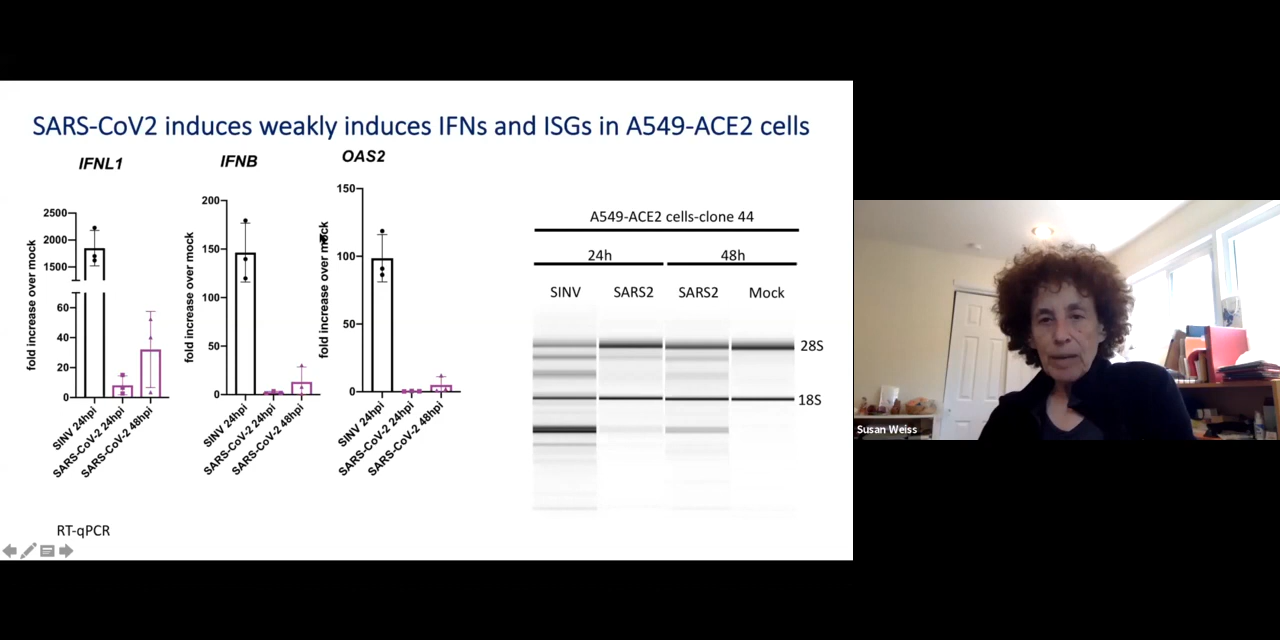 SARS-CoV2 induces weakly induces IFNs and ISGs in A549-ACE2 cells
IFNL1
fold increase over mock
2500
2000
1500
60
40
20
0
SINV 24hpi
SARS-CoV-2 24hpi
SARS-CoV-2 48hpi
IFNB
fold increase over mock
200
150
100
50
0
SINV 24hpi
SARS-CoV-2 24hpi
SARS-CoV-2 48hpi
OAS2
fold increase over mock
150
100
50
0
SINV 24hpi
SARS-CoV-2 24hpi
SARS-CoV-2 48hpi
A549-ACE2 cells-clone 44
24h 48h
SINV SARS2 SARS2 Mock
28S
18S
RT-qPCR
Susan Weiss